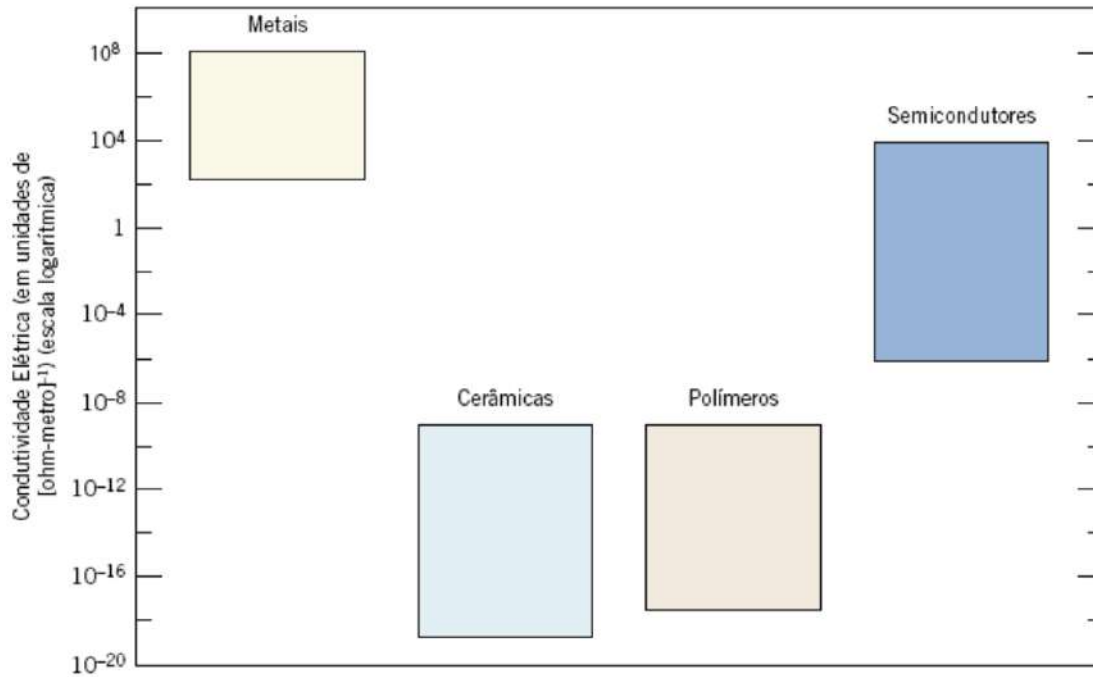 Metais
Semicondutores
Cerâmicas
Polímeros
10⁸
10⁴
1
10⁻⁴
10⁻⁸
10⁻¹²
10⁻¹⁶
10⁻²⁰
Condutividade Elétrica (em unidades de
[ohm-metro]⁻¹) (escala logarítmica)